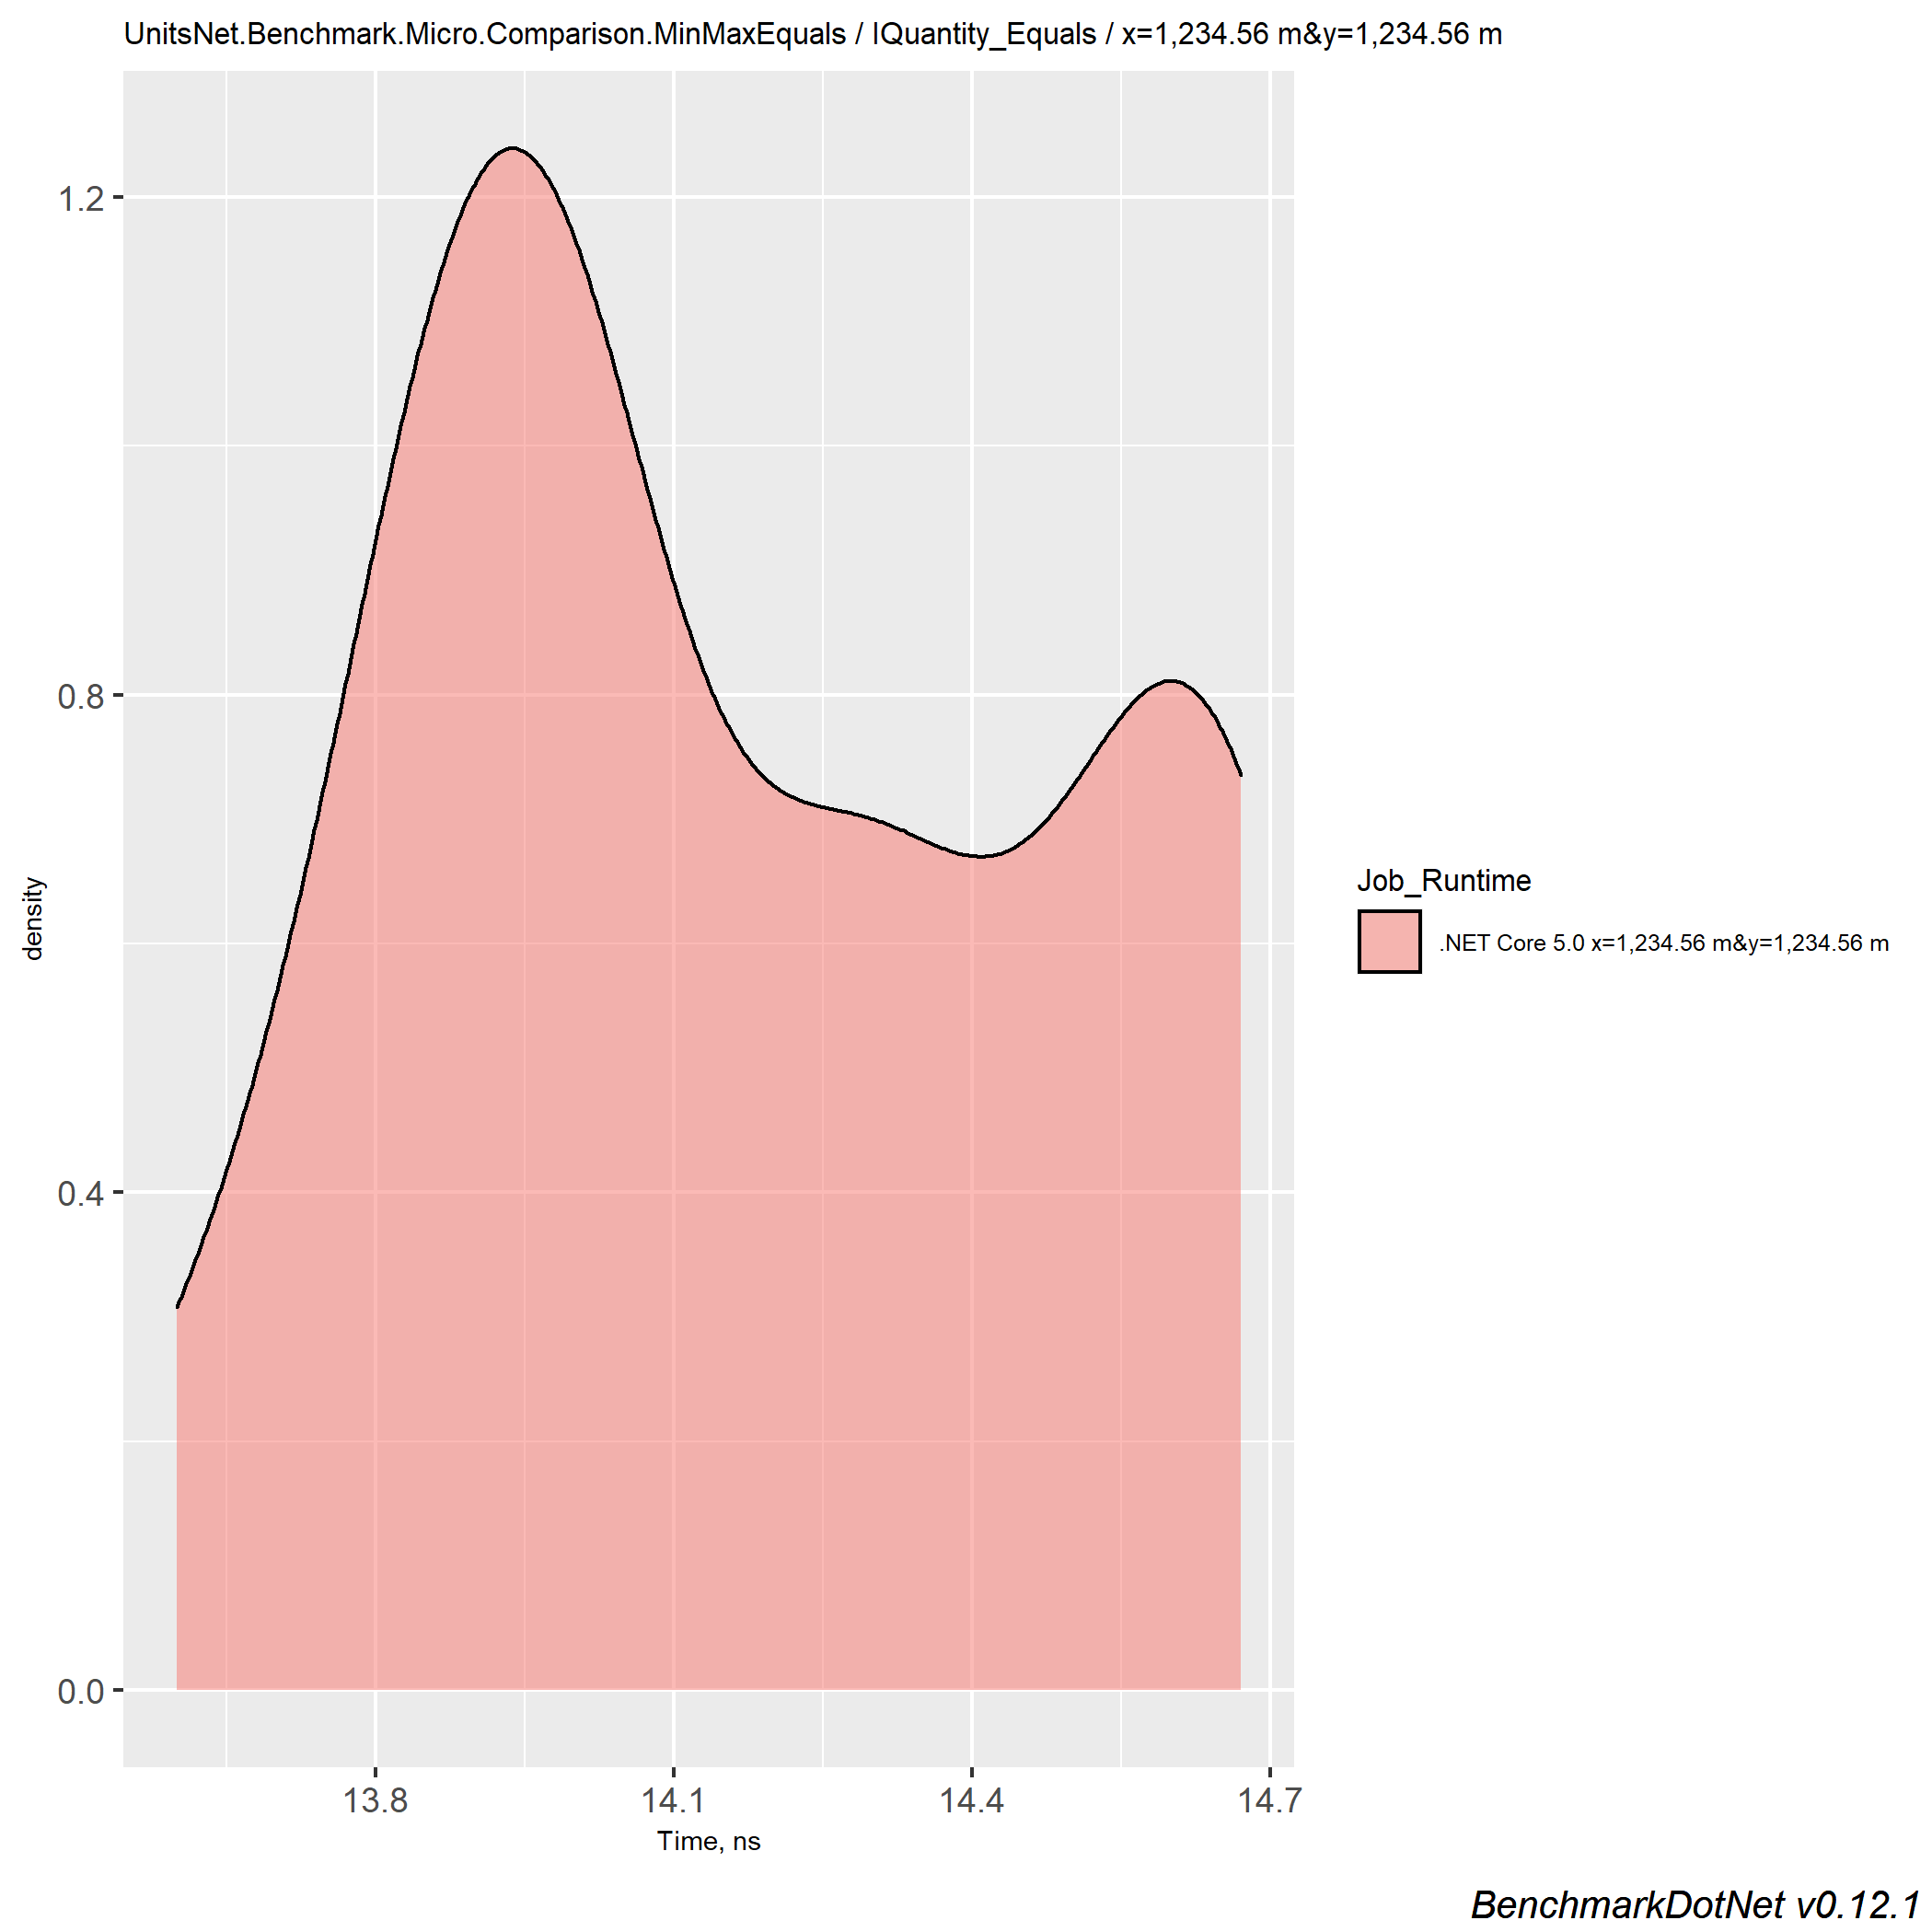 UnitsNet.Benchmark.Micro.Comparison.MinMaxEquals / IQuantity_Equals / x=1,234.56 m&y=1,234.56 m
1.2
0.8
0.4
0.0
density
13.8 14.1 14.4 14.7
Time, ns
Job_Runtime
.NET Core 5.0 x=1,234.56 m&y=1,234.56 m
BenchmarkDotNet v0.12.1